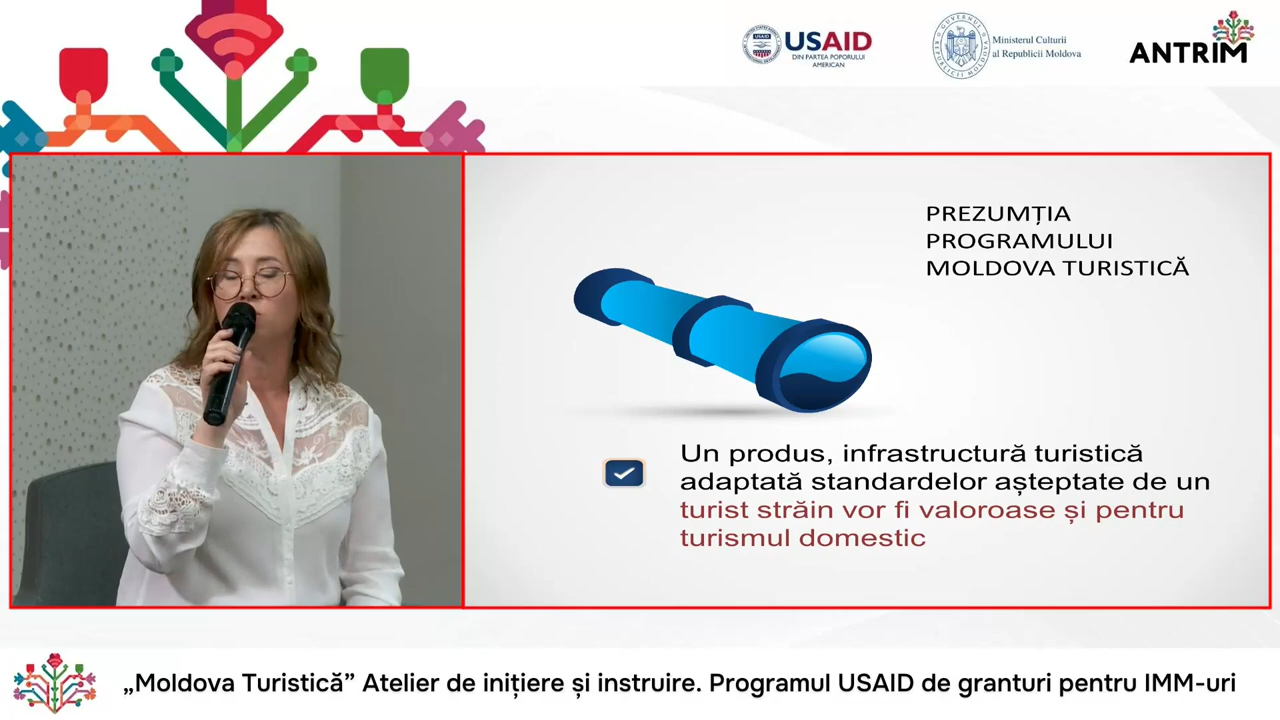 USAID
DIN PARTEA POPORULUI
AMERICAN
Ministerul Culturii
al Republicii Moldova
ANTRIM
PREZUMȚIA
PROGRAMULUI
MOLDOVA TURISTICĂ
Un produs, infrastructură turistică
adaptată standardelor așteptate de un
turist străin vor fi valoroase și pentru
turismul domestic
„Moldova Turistică” Atelier de inițiere și instruire. Programul USAID de granturi pentru IMM-uri